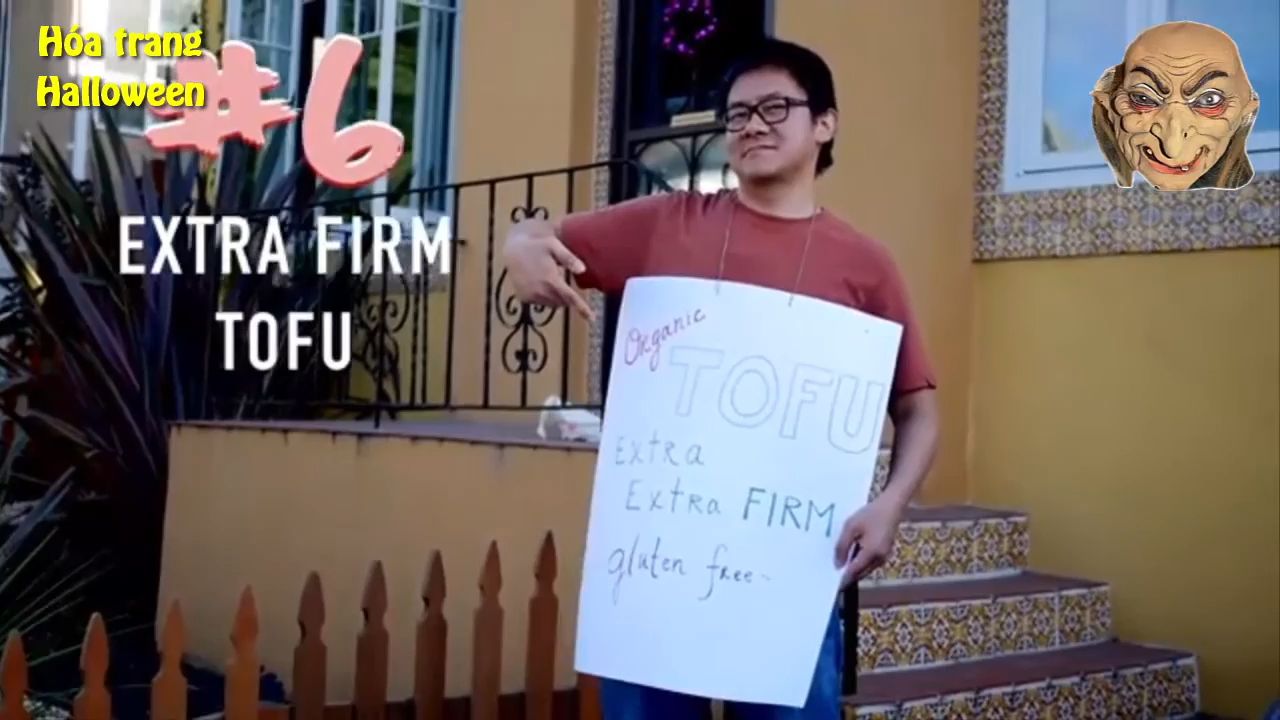 Hóa trang
Halloween
#6
EXTRA FIRM
TOFU
Organic
TOFU
Extra
Extra FIRM
gluten free~